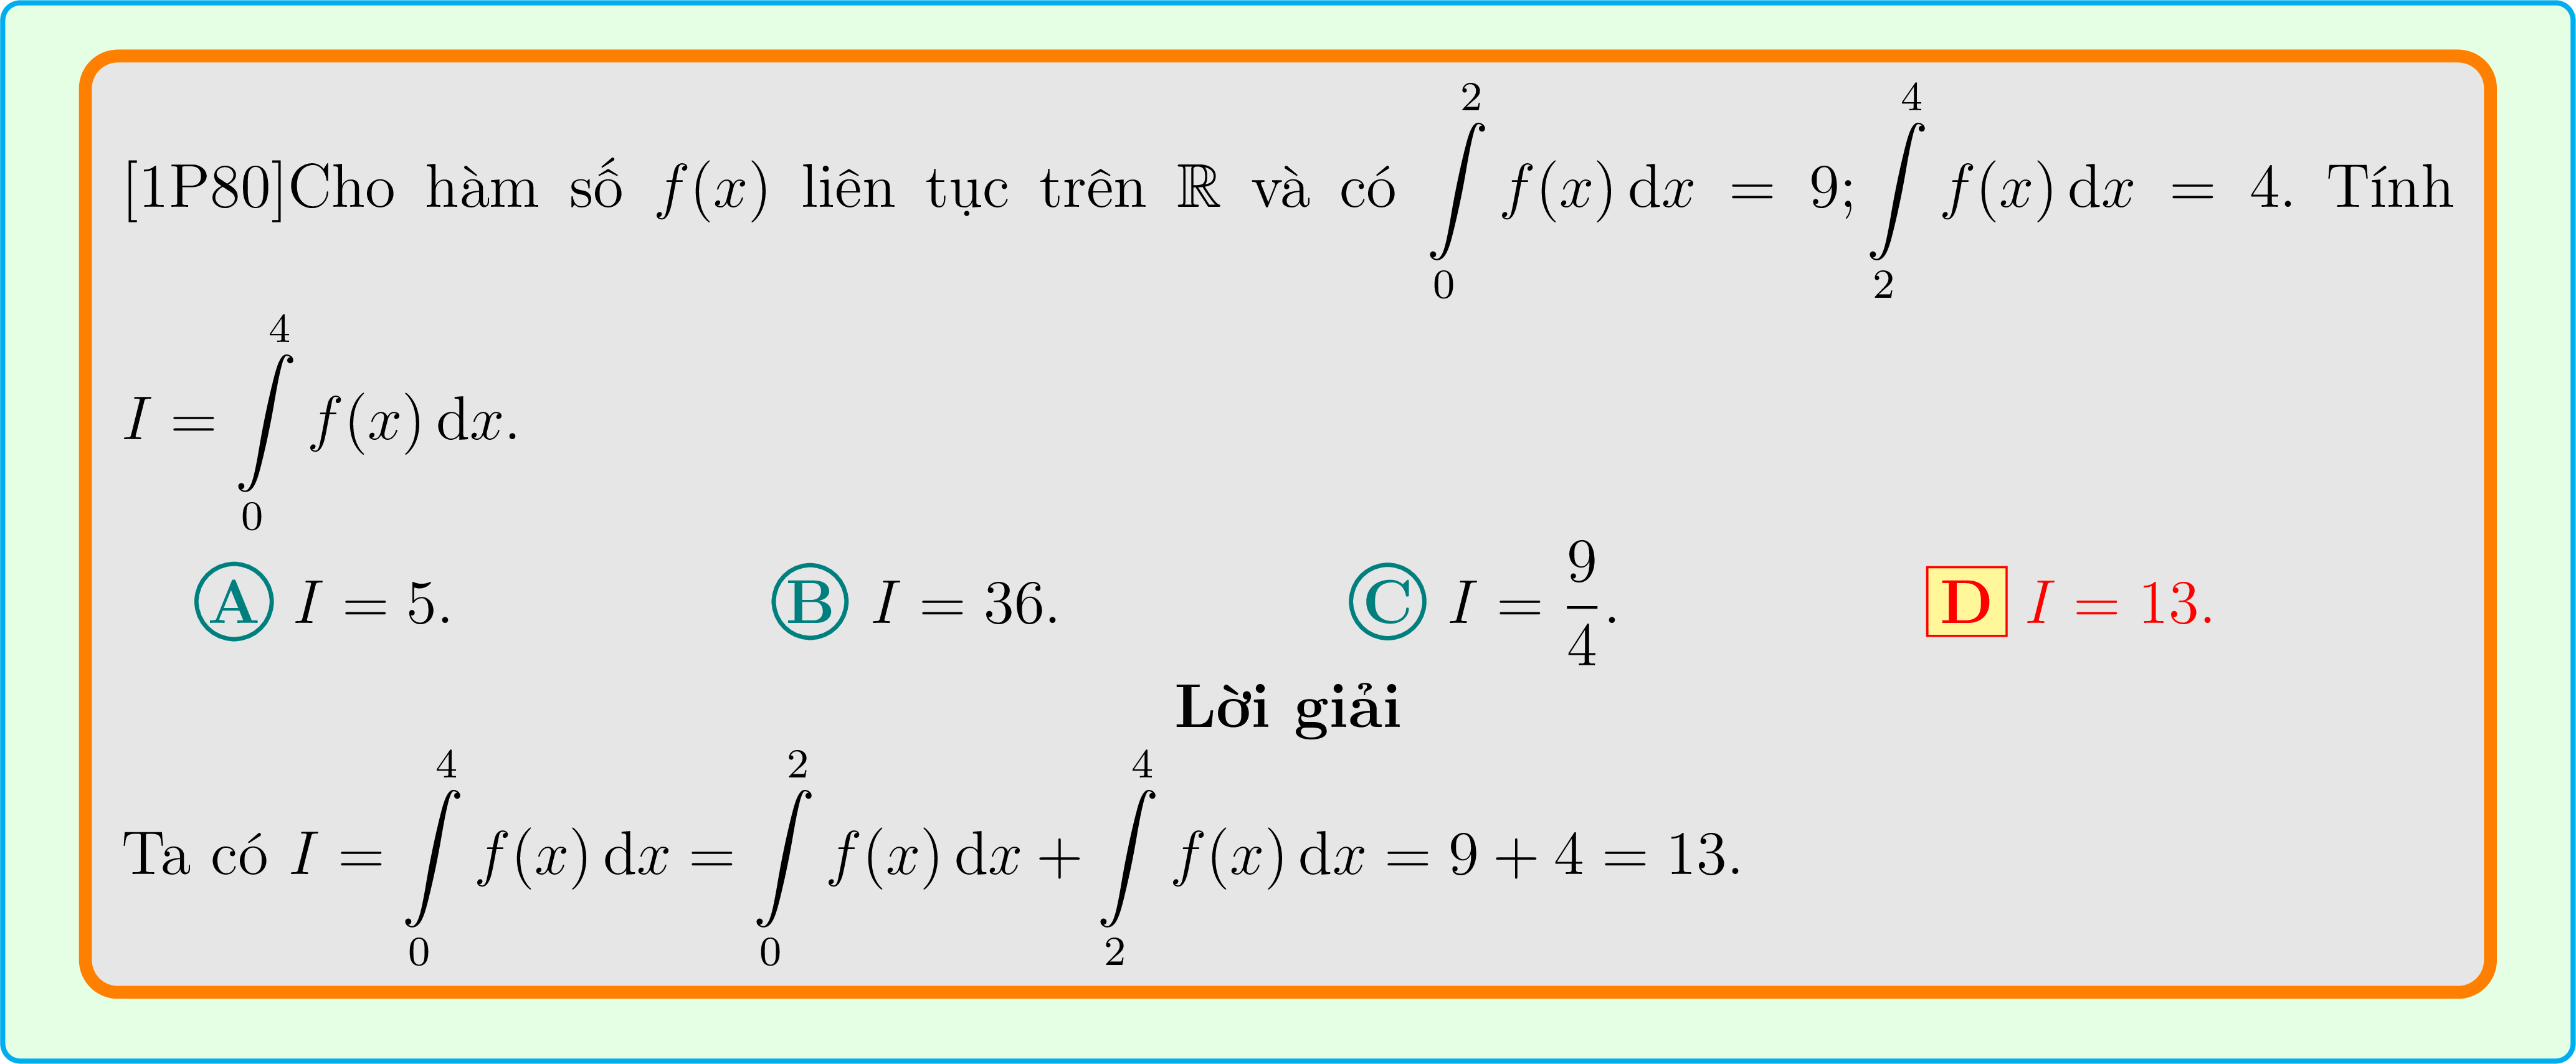 [1P80]Cho hàm số $f(x)$ liên tục trên $\mathbb{R}$ và có $\int\limits_0^2 f(x)\,\mathrm{d}x = 9; \int\limits_2^4 f(x)\,\mathrm{d}x = 4.$ Tính
$I = \int\limits_0^4 f(x)\,\mathrm{d}x.$
A $I = 5.$ B $I = 36.$ C $I = \dfrac{9}{4}.$ D $I = 13.$
Lời giải
Ta có $I = \int\limits_0^4 f(x)\,\mathrm{d}x = \int\limits_0^2 f(x)\,\mathrm{d}x + \int\limits_2^4 f(x)\,\mathrm{d}x = 9 + 4 = 13.$